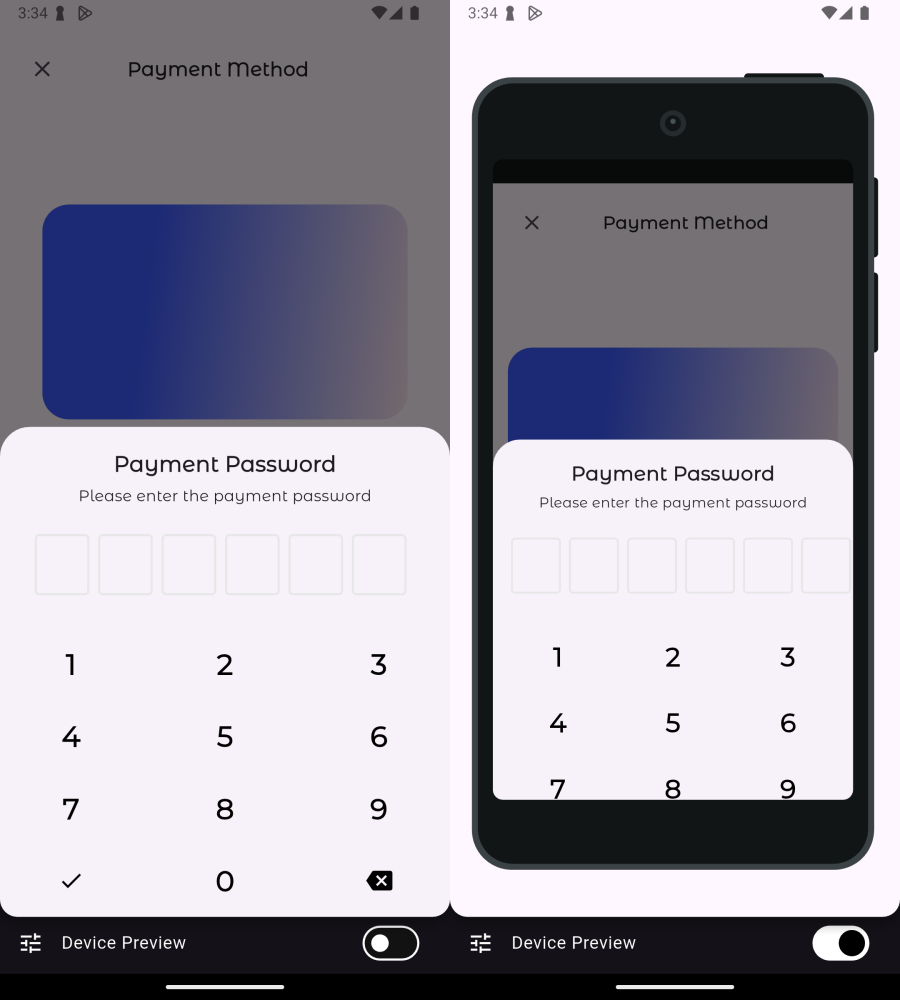 3:34
Payment Method
Payment Password
Please enter the payment password
1 2 3
4 5 6
7 8 9
0
Device Preview
3:34
Payment Method
Payment Password
Please enter the payment password
1 2 3
4 5 6
7 8 9
Device Preview